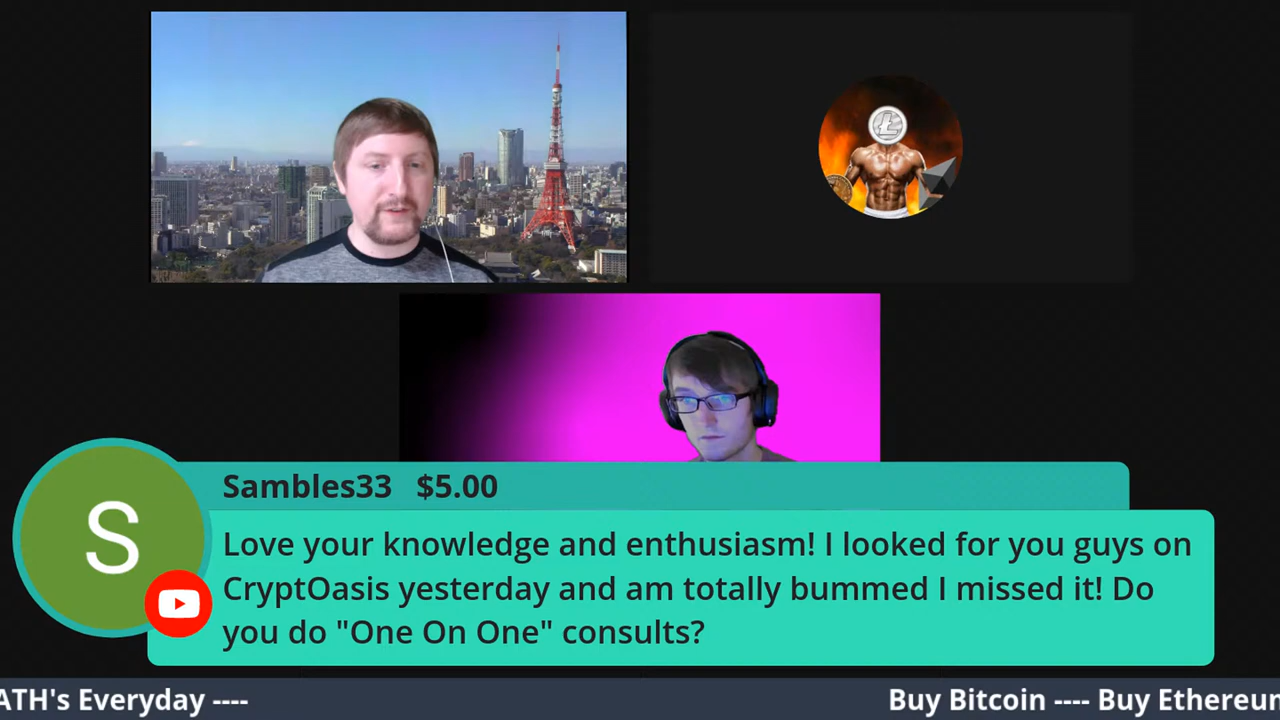 Sambles33 $5.00
S
Love your knowledge and enthusiasm! I looked for you guys on
CryptOasis yesterday and am totally bummed I missed it! Do
you do "One On One" consults?
ATH's Everyday ---- Buy Bitcoin ---- Buy Ethereun